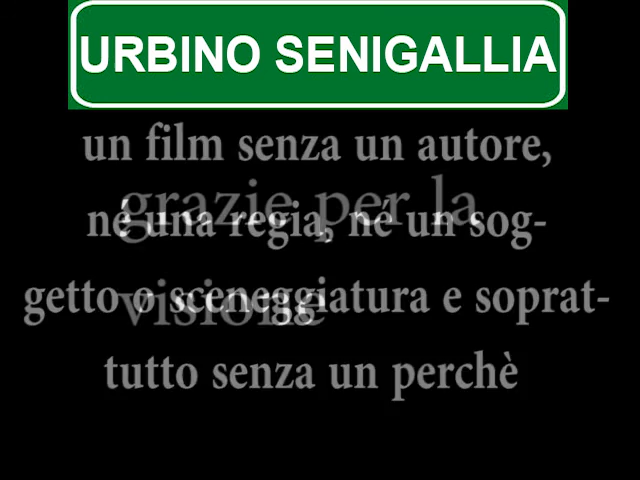 URBINO SENIGALLIA
un film senza un autore,
né una regia, né un sog-
getto o sceneggiatura e soprat-
tutto senza un perchè
grazie per la
visione